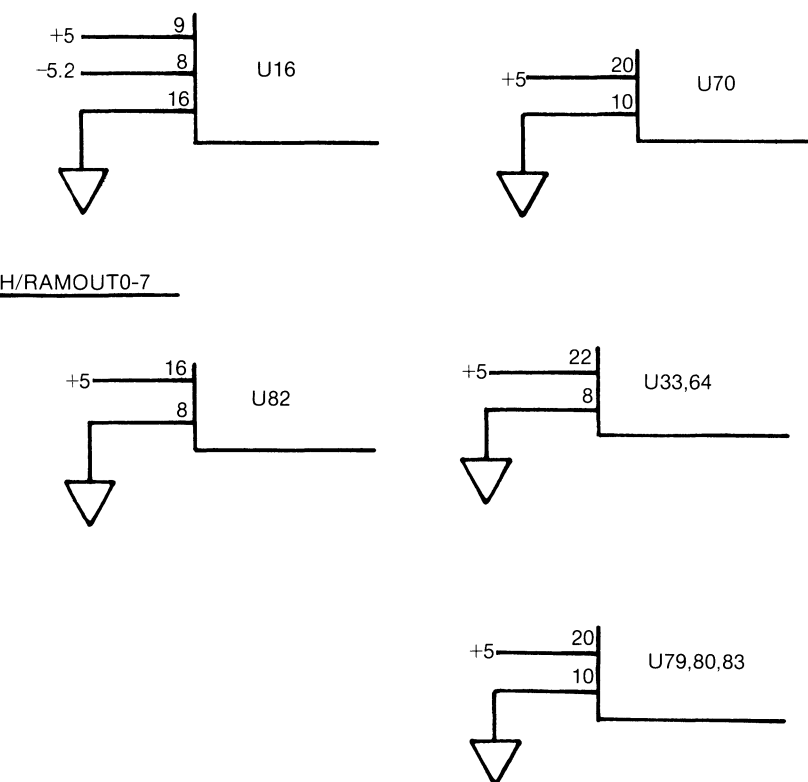 +5 9
−5.2 8 U16
16
+5 20 U70
10
H/RAMOUT0-7
+5 16 U82
8
+5 22 U33,64
8
+5 20 U79,80,83
10